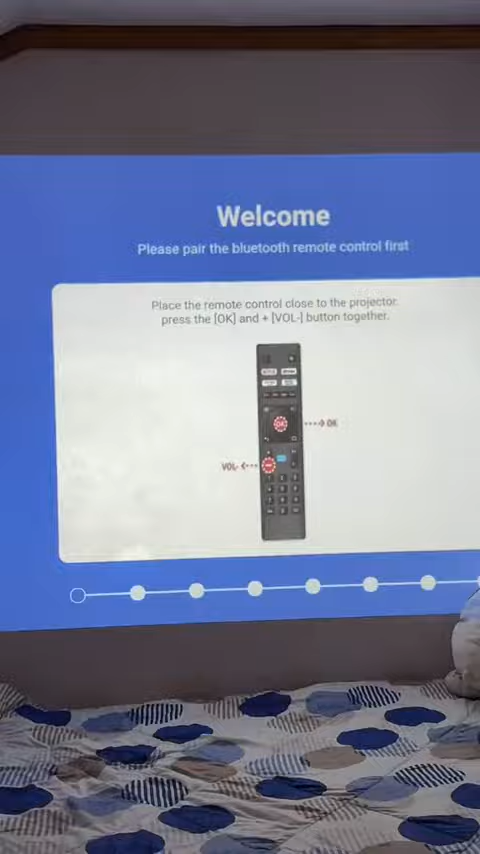 Welcome
Please pair the bluetooth remote control first
Place the remote control close to the projector.
press the [OK] and + [VOL-] button together.
OK
OK
VOL-